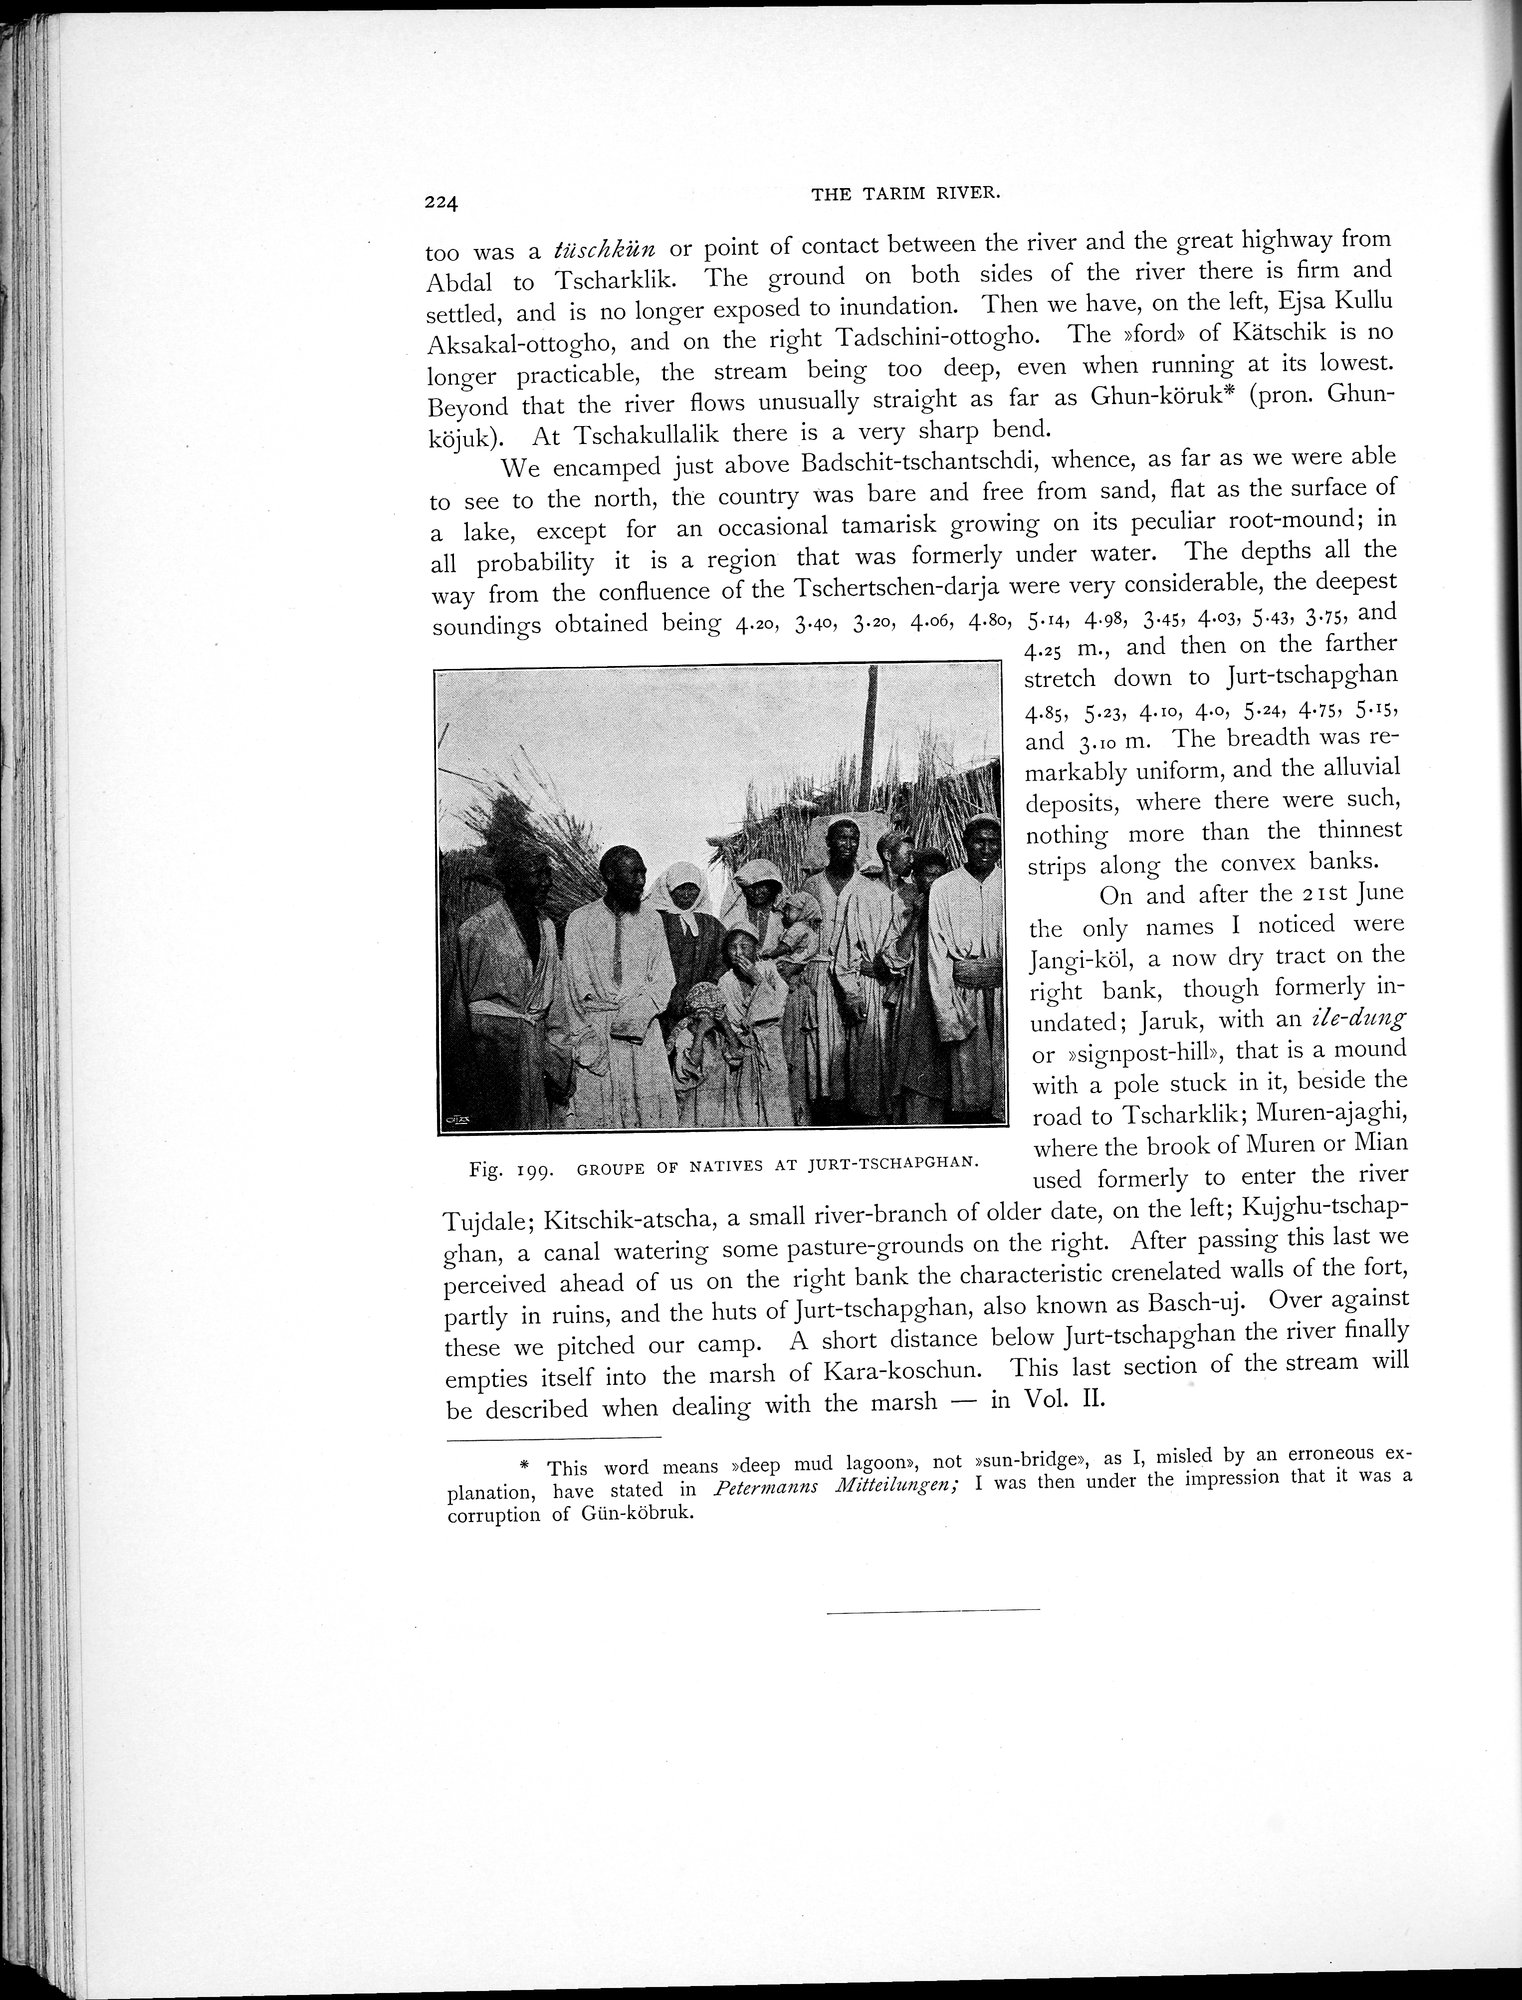 224
THE TARIM RIVER.
too was a tüschkün or point of contact between the river and the great highway from
Abdal to Tscharklik. The ground on both sides of the river there is firm and
settled, and is no longer exposed to inundation. Then we have, on the left, Ejsa Kullu
Aksakal-ottogho, and on the right Tadschini-ottogho. The »ford» of Kätschik is no
longer practicable, the stream being too deep, even when running at its lowest.
Beyond that the river flows unusually straight as far as Ghun-köruk* (pron. Ghun-
köjuk). At Tschakullalik there is a very sharp bend.
We encamped just above Badschit-tschantschdi, whence, as far as we were able
to see to the north, the country was bare and free from sand, flat as the surface of
a lake, except for an occasional tamarisk growing on its peculiar root-mound; in
all probability it is a region that was formerly under water. The depths all the
way from the confluence of the Tschertschen-darja were very considerable, the deepest
soundings obtained being 4.20, 3.40, 3.20, 4.06, 4.80, 5.14, 4.98, 3.45, 4.03, 5.43, 3.75, and
4.25 m., and then on the farther
stretch down to Jurt-tschapghan
4.85, 5.23, 4.10, 4.0, 5.24, 4.75, 5.15,
and 3.10 m. The breadth was re-
markably uniform, and the alluvial
deposits, where there were such,
nothing more than the thinnest
strips along the convex banks.
On and after the 21st June
the only names I noticed were
Jangi-köl, a now dry tract on the
right bank, though formerly in-
undated; Jaruk, with an ile-dung
or »signpost-hill», that is a mound
with a pole stuck in it, beside the
road to Tscharklik; Muren-ajaghi,
where the brook of Muren or Mian
used formerly to enter the river
Fig. 199. GROUPE OF NATIVES AT JURT-TSCHAPGHAN.
Tujdale; Kitschik-atscha, a small river-branch of older date, on the left; Kujghu-tschap-
ghan, a canal watering some pasture-grounds on the right. After passing this last we
perceived ahead of us on the right bank the characteristic crenelated walls of the fort,
partly in ruins, and the huts of Jurt-tschapghan, also known as Basch-uj. Over against
these we pitched our camp. A short distance below Jurt-tschapghan the river finally
empties itself into the marsh of Kara-koschun. This last section of the stream will
be described when dealing with the marsh — in Vol. II.
* This word means »deep mud lagoon», not »sun-bridge», as I, misled by an erroneous ex-
planation, have stated in Petermanns Mitteilungen; I was then under the impression that it was a
corruption of Gün-köbruk.